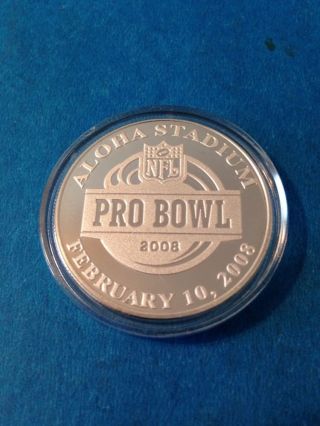 ALOHA STADIUM
NFL
PRO BOWL
2008
FEBRUARY 10, 2008